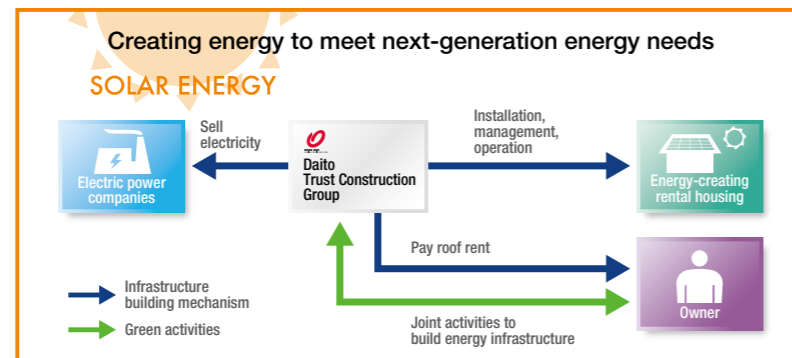 Creating energy to meet next-generation energy needs
SOLAR ENERGY
Sell
electricity
Installation,
management,
operation
Daito
Trust Construction
Group
Electric power
companies
Energy-creating
rental housing
Pay roof rent
Owner
Infrastructure
building mechanism
Green activities
Joint activities to
build energy infrastructure